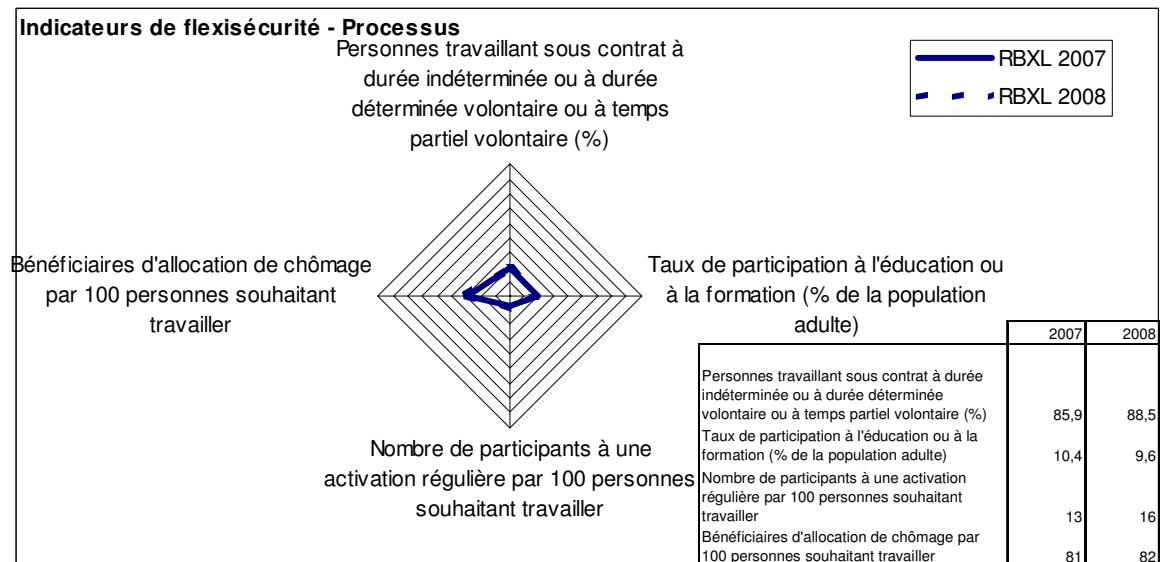 Indicateurs de flexisécurité - Processus
Personnes travaillant sous contrat à
durée indéterminée ou à durée
déterminée volontaire ou à temps
partiel volontaire (%)
RBXL 2007
RBXL 2008
Bénéficiaires d'allocation de chômage
par 100 personnes souhaitant
travailler
Taux de participation à l'éducation ou
à la formation (% de la population
adulte)
Nombre de participants à une
activation régulière par 100 personnes
souhaitant travailler
2007 2008
Personnes travaillant sous contrat à durée
indéterminée ou à durée déterminée
volontaire ou à temps partiel volontaire (%) 85,9 88,5
Taux de participation à l'éducation ou à la
formation (% de la population adulte) 10,4 9,6
Nombre de participants à une activation
régulière par 100 personnes souhaitant
travailler 13 16
Bénéficiaires d'allocation de chômage par
100 personnes souhaitant travailler 81 82